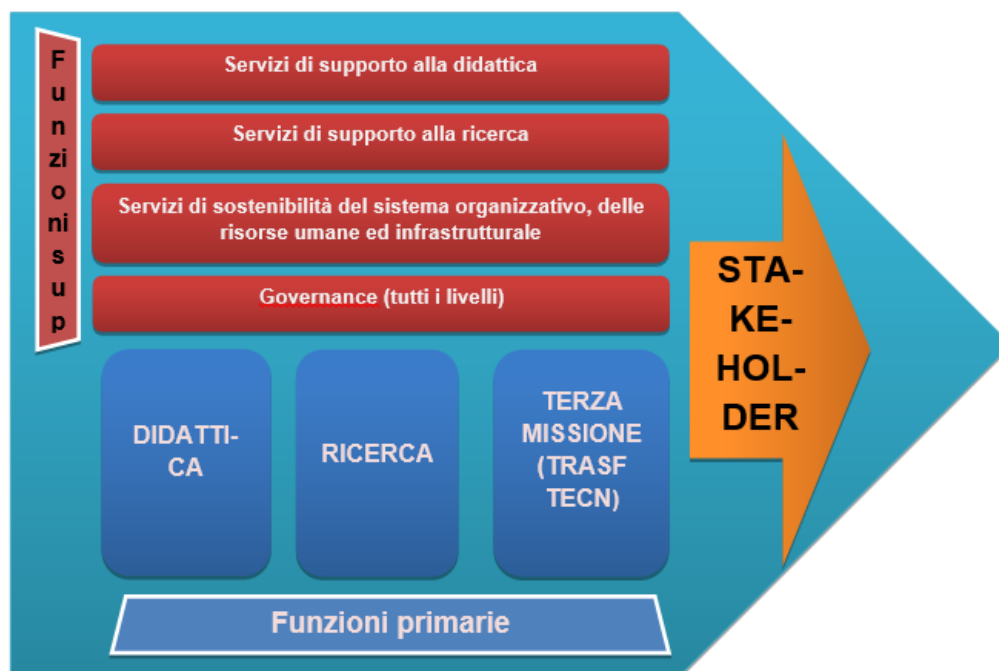 F
u
n
zi
o
ni
s
u
p
Servizi di supporto alla didattica
Servizi di supporto alla ricerca
Servizi di sostenibilità del sistema organizzativo, delle
risorse umane ed infrastrutturale
Governance (tutti i livelli)
DIDATTI-
CA
RICERCA
TERZA
MISSIONE
(TRASF
TECN)
STA-
KE-
HOL-
DER
Funzioni primarie